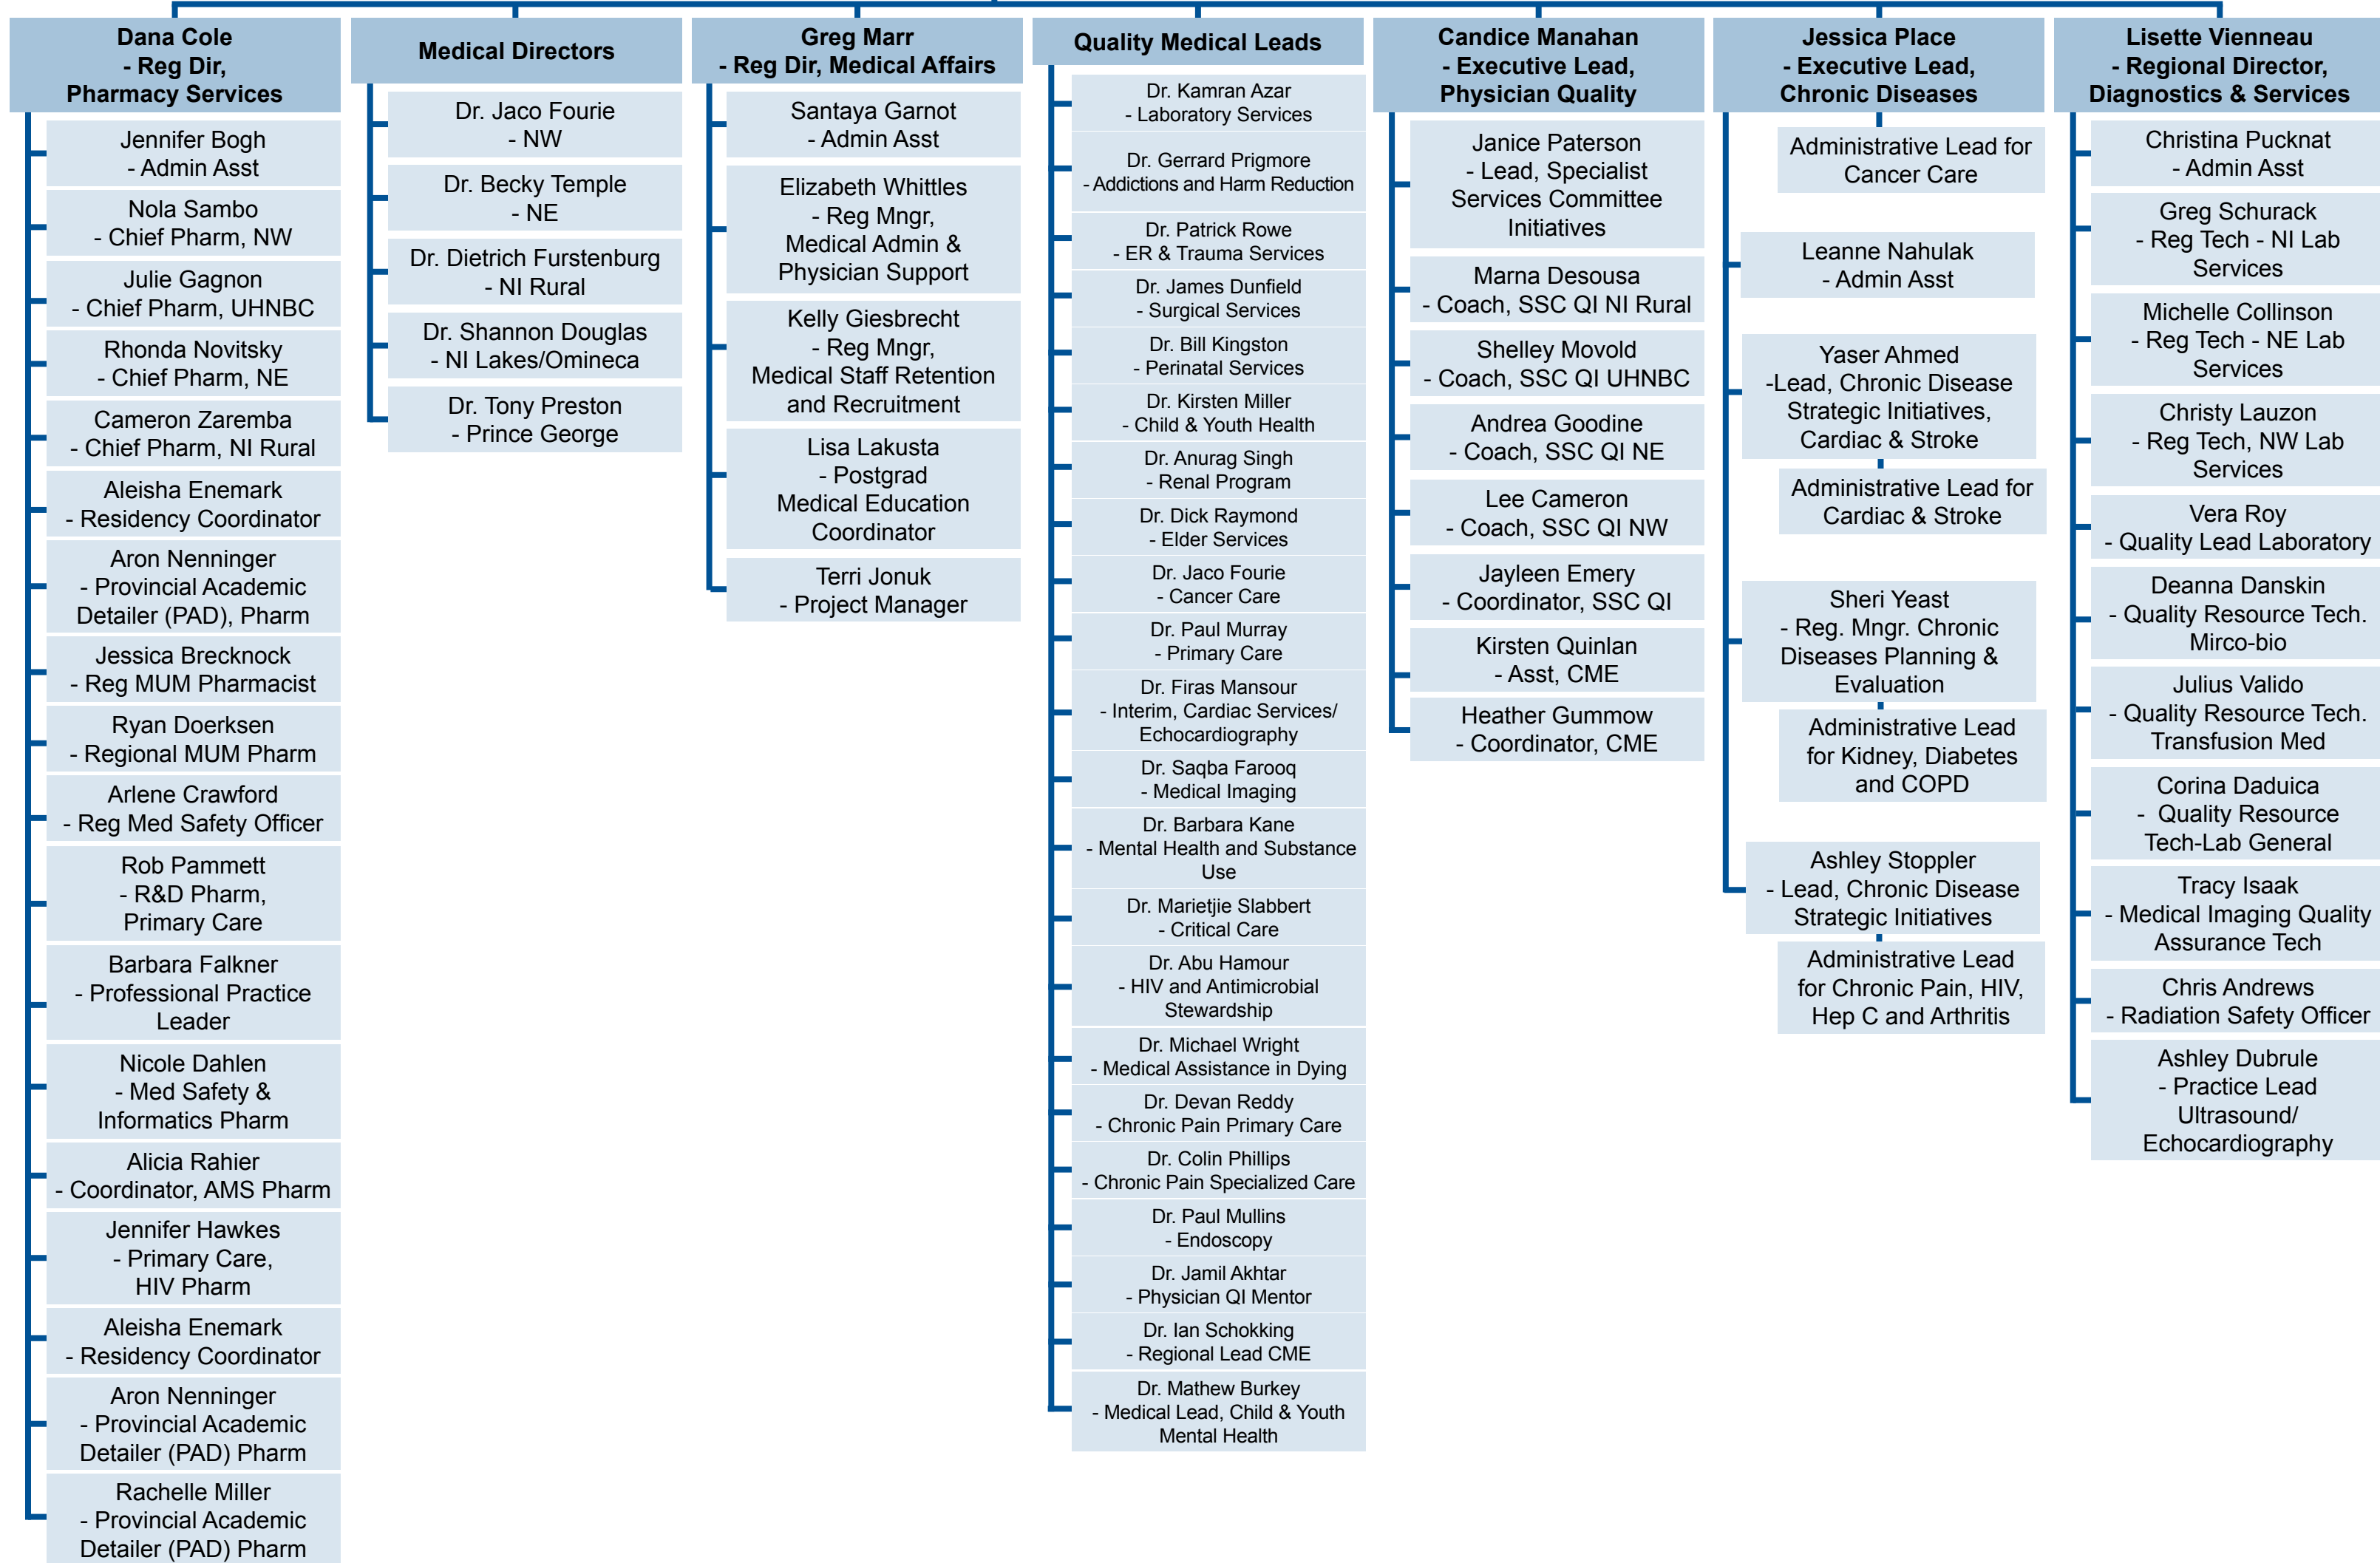 Dana Cole
- Reg Dir,
Pharmacy Services
Jennifer Bogh
- Admin Asst
Nola Sambo
- Chief Pharm, NW
Julie Gagnon
- Chief Pharm, UHNBC
Rhonda Novitsky
- Chief Pharm, NE
Cameron Zaremba
- Chief Pharm, NI Rural
Aleisha Enemark
- Residency Coordinator
Aron Nenninger
- Provincial Academic
Detailer (PAD), Pharm
Jessica Brecknock
- Reg MUM Pharmacist
Ryan Doerksen
- Regional MUM Pharm
Arlene Crawford
- Reg Med Safety Officer
Rob Pammett
- R&D Pharm,
Primary Care
Barbara Falkner
- Professional Practice
Leader
Nicole Dahlen
- Med Safety &
Informatics Pharm
Alicia Rahier
- Coordinator, AMS Pharm
Jennifer Hawkes
- Primary Care,
HIV Pharm
Aleisha Enemark
- Residency Coordinator
Aron Nenninger
- Provincial Academic
Detailer (PAD) Pharm
Rachelle Miller
- Provincial Academic
Detailer (PAD) Pharm
Medical Directors
Dr. Jaco Fourie
- NW
Dr. Becky Temple
- NE
Dr. Dietrich Furstenburg
- NI Rural
Dr. Shannon Douglas
- NI Lakes/Omineca
Dr. Tony Preston
- Prince George
Greg Marr
- Reg Dir, Medical Affairs
Santaya Garnot
- Admin Asst
Elizabeth Whittles
- Reg Mngr,
Medical Admin &
Physician Support
Kelly Giesbrecht
- Reg Mngr,
Medical Staff Retention
and Recruitment
Lisa Lakusta
- Postgrad
Medical Education
Coordinator
Terri Jonuk
- Project Manager
Quality Medical Leads
Dr. Kamran Azar
- Laboratory Services
Dr. Gerrard Prigmore
- Addictions and Harm Reduction
Dr. Patrick Rowe
- ER & Trauma Services
Dr. James Dunfield
- Surgical Services
Dr. Bill Kingston
- Perinatal Services
Dr. Kirsten Miller
- Child & Youth Health
Dr. Anurag Singh
- Renal Program
Dr. Dick Raymond
- Elder Services
Dr. Jaco Fourie
- Cancer Care
Dr. Paul Murray
- Primary Care
Dr. Firas Mansour
- Interim, Cardiac Services/
Echocardiography
Dr. Saqba Farooq
- Medical Imaging
Dr. Barbara Kane
- Mental Health and Substance
Use
Dr. Marietjie Slabbert
- Critical Care
Dr. Abu Hamour
- HIV and Antimicrobial
Stewardship
Dr. Michael Wright
- Medical Assistance in Dying
Dr. Devan Reddy
- Chronic Pain Primary Care
Dr. Colin Phillips
- Chronic Pain Specialized Care
Dr. Paul Mullins
- Endoscopy
Dr. Jamil Akhtar
- Physician QI Mentor
Dr. Ian Schokking
- Regional Lead CME
Dr. Mathew Burkey
- Medical Lead, Child & Youth
Mental Health
Candice Manahan
- Executive Lead,
Physician Quality
Janice Paterson
- Lead, Specialist
Services Committee
Initiatives
Marna Desousa
- Coach, SSC QI NI Rural
Shelley Movold
- Coach, SSC QI UHNBC
Andrea Goodine
- Coach, SSC QI NE
Lee Cameron
- Coach, SSC QI NW
Jayleen Emery
- Coordinator, SSC QI
Kirsten Quinlan
- Asst, CME
Heather Gummow
- Coordinator, CME
Jessica Place
- Executive Lead,
Chronic Diseases
Administrative Lead for
Cancer Care
Leanne Nahulak
- Admin Asst
Yaser Ahmed
-Lead, Chronic Disease
Strategic Initiatives,
Cardiac & Stroke
Administrative Lead for
Cardiac & Stroke
Sheri Yeast
- Reg. Mngr. Chronic
Diseases Planning &
Evaluation
Administrative Lead
for Kidney, Diabetes
and COPD
Ashley Stoppler
- Lead, Chronic Disease
Strategic Initiatives
Administrative Lead
for Chronic Pain, HIV,
Hep C and Arthritis
Lisette Vienneau
- Regional Director,
Diagnostics & Services
Christina Pucknat
- Admin Asst
Greg Schurack
- Reg Tech - NI Lab
Services
Michelle Collinson
- Reg Tech - NE Lab
Services
Christy Lauzon
- Reg Tech, NW Lab
Services
Vera Roy
- Quality Lead Laboratory
Deanna Danskin
- Quality Resource Tech.
Mirco-bio
Julius Valido
- Quality Resource Tech.
Transfusion Med
Corina Daduica
- Quality Resource
Tech-Lab General
Tracy Isaak
- Medical Imaging Quality
Assurance Tech
Chris Andrews
- Radiation Safety Officer
Ashley Dubrule
- Practice Lead
Ultrasound/
Echocardiography